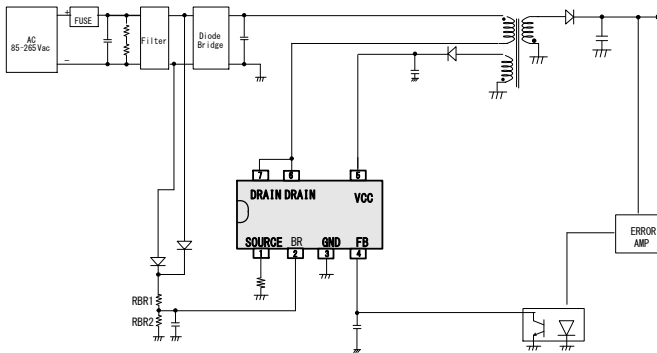 AC
85-265Vac
+
-
FUSE
Filter
Diode
Bridge
7
6
5
DRAIN DRAIN
VCC
SOURCE BR GND FB
1
2
3
4
RBR1
RBR2
ERROR
AMP